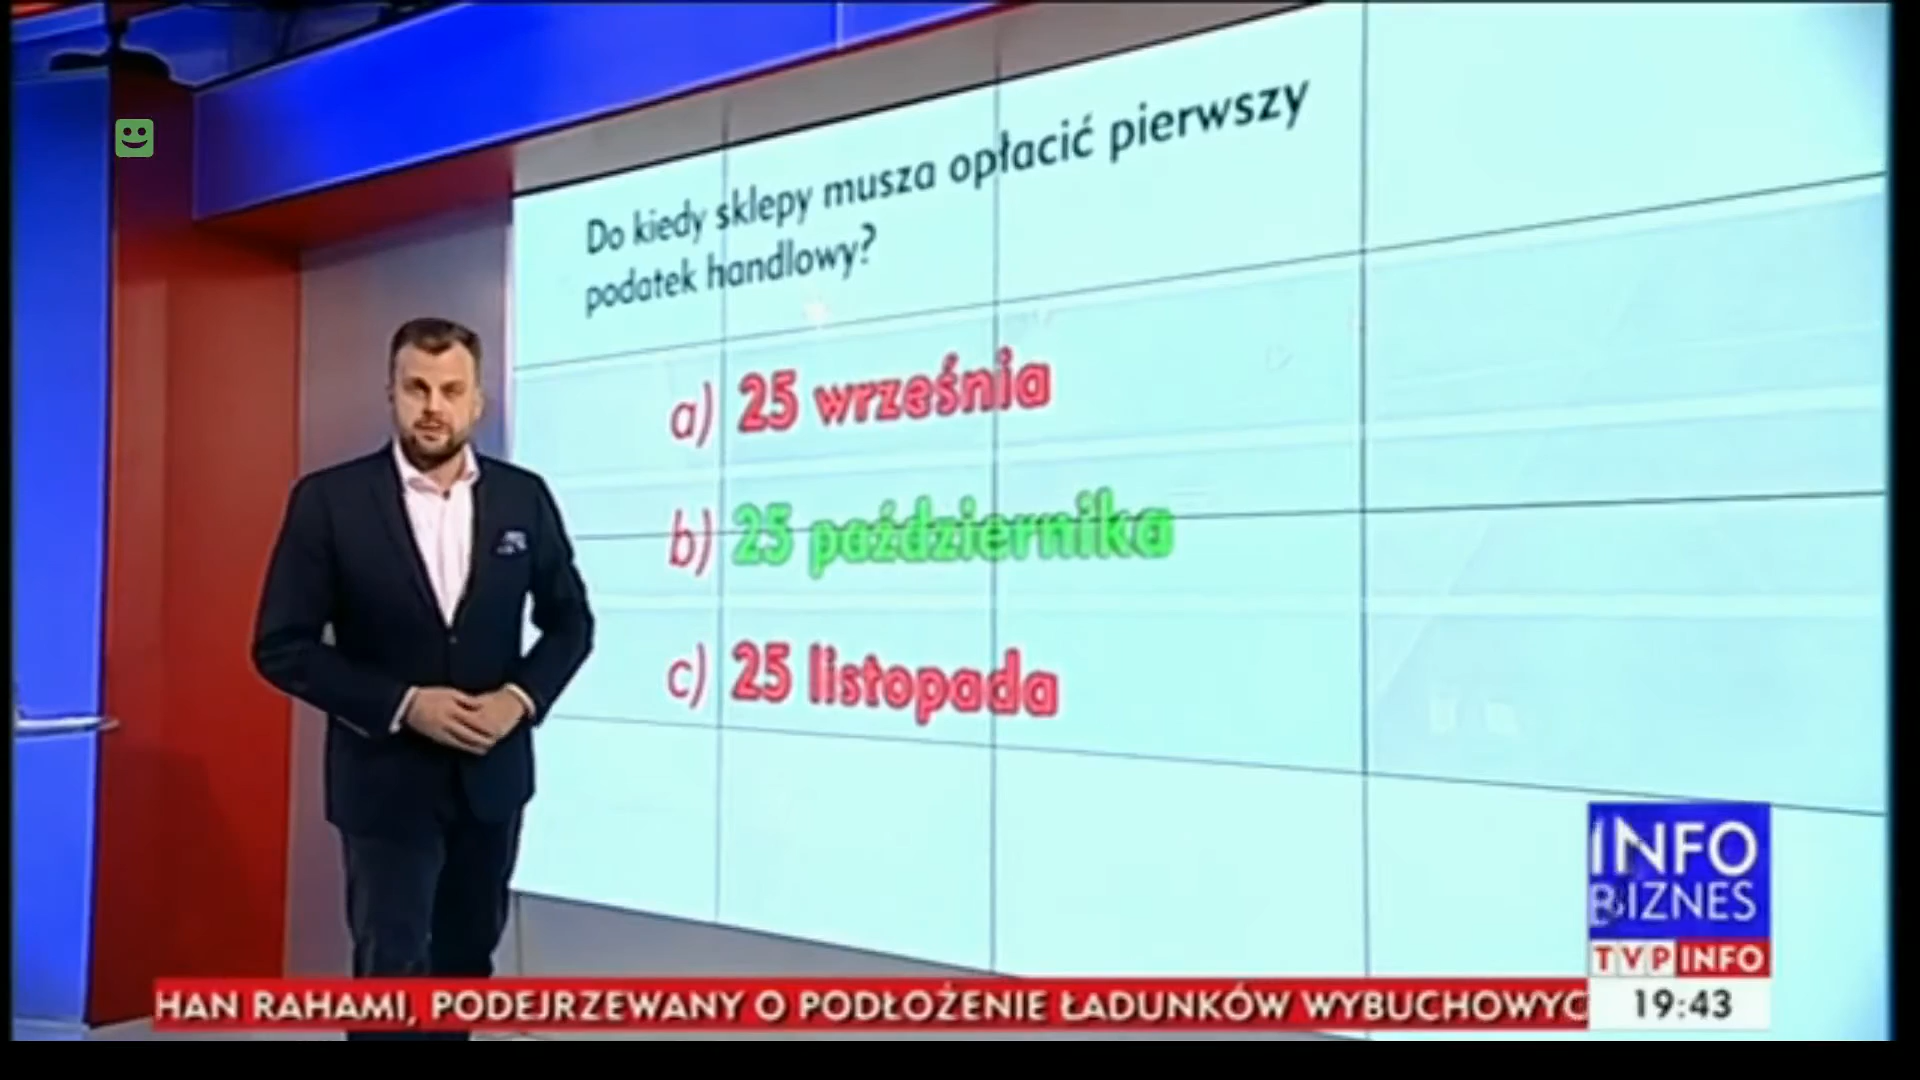 Do kiedy sklepy musza opłacić pierwszy
podatek handlowy?
a) 25 września
b) 25 października
c) 25 listopada
INFO
BIZNES
TVP INFO
HAN RAHAMI, PODEJRZEWANY O PODŁOŻENIE ŁADUNKÓW WYBUCHOWYC
19:43